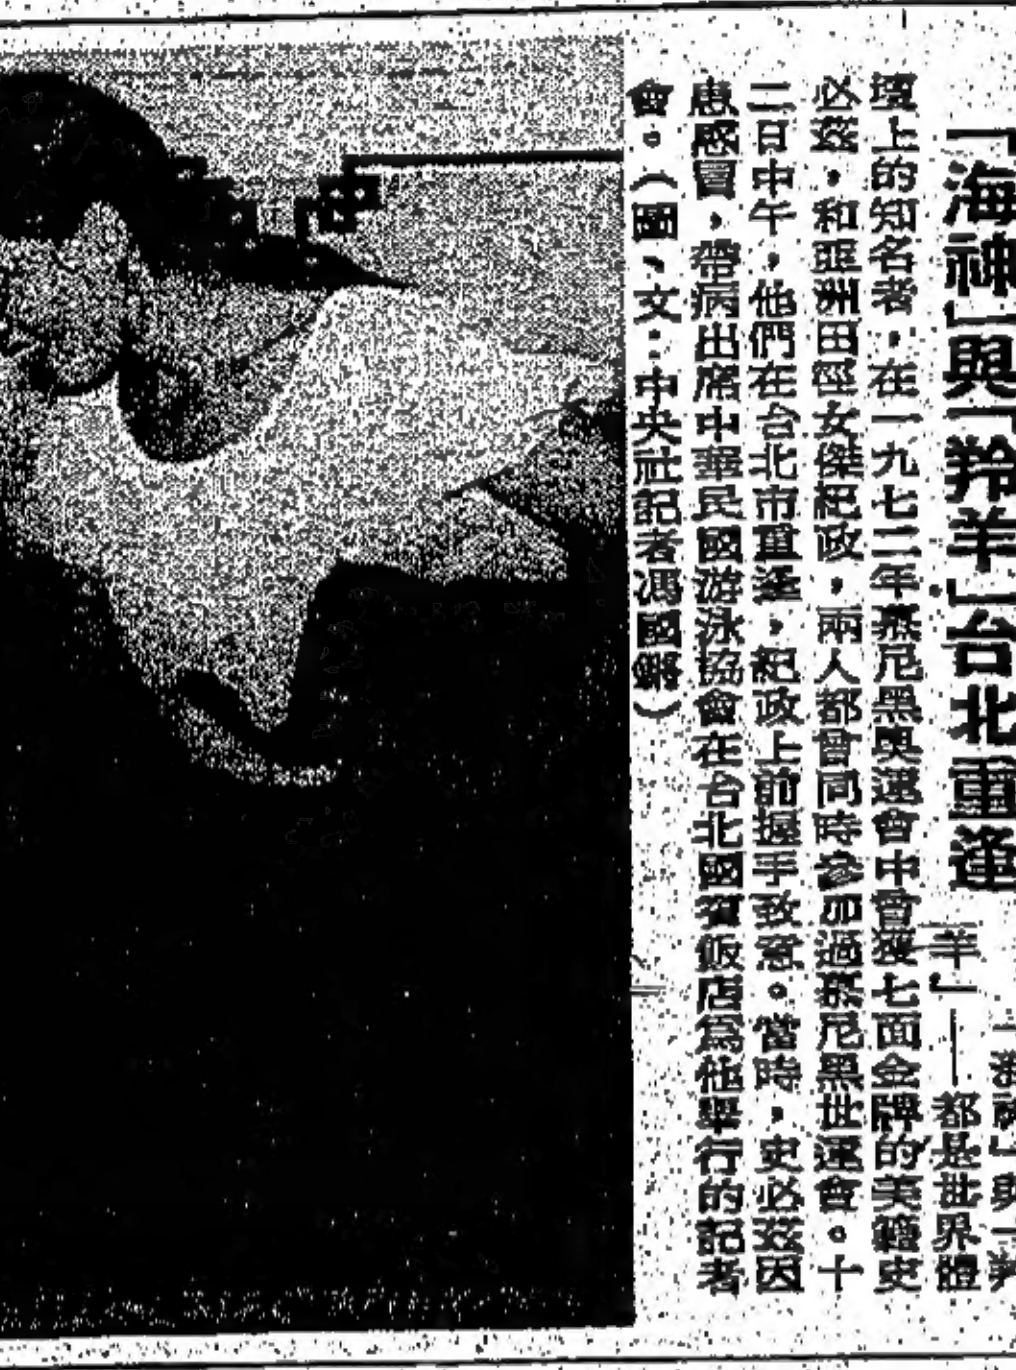 「海神」與「羚羊」台北重逢
「海神」與「羚
羊」——都是世界體
壇上的知名者,在一九七二年慕尼黑奧運會中曾獲七面金牌的美籍史
必茲,和亞洲田徑女傑紀政,兩人都曾同時參加過慕尼黑世運會。十
二日中午,他們在台北市重逢,紀政上前握手致意。當時,史必茲因
患感冒,帶病出席中華民國游泳協會在台北國賓飯店為他舉行的記者
會。(圖、文:中央社記者馮國鏘)